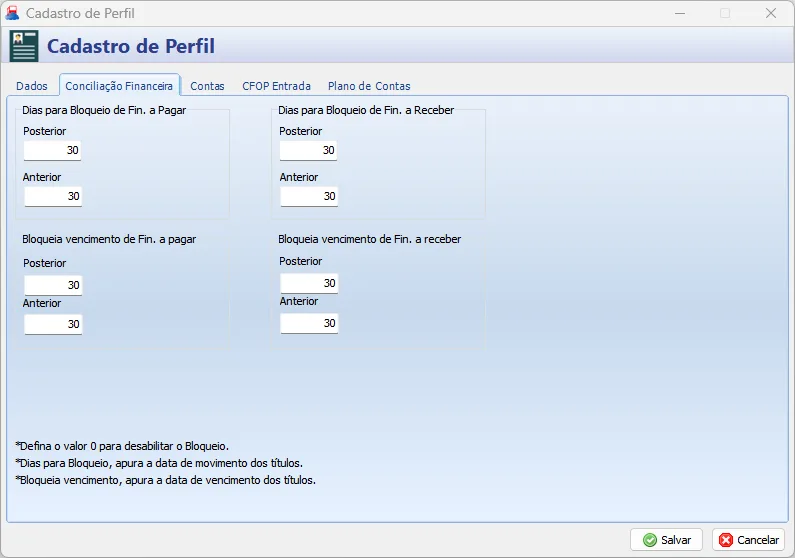 Cadastro de Perfil
Cadastro de Perfil
Dados Conciliação Financeira Contas CFOP Entrada Plano de Contas
Dias para Bloqueio de Fin. a Pagar
Posterior
30
Anterior
30
Dias para Bloqueio de Fin. a Receber
Posterior
30
Anterior
30
Bloqueia vencimento de Fin. a pagar
Posterior
30
Anterior
30
Bloqueia vencimento de Fin. a receber
Posterior
30
Anterior
30
*Defina o valor 0 para desabilitar o Bloqueio.
*Dias para Bloqueio, apura a data de movimento dos títulos.
*Bloqueia vencimento, apura a data de vencimento dos títulos.
Salvar Cancelar